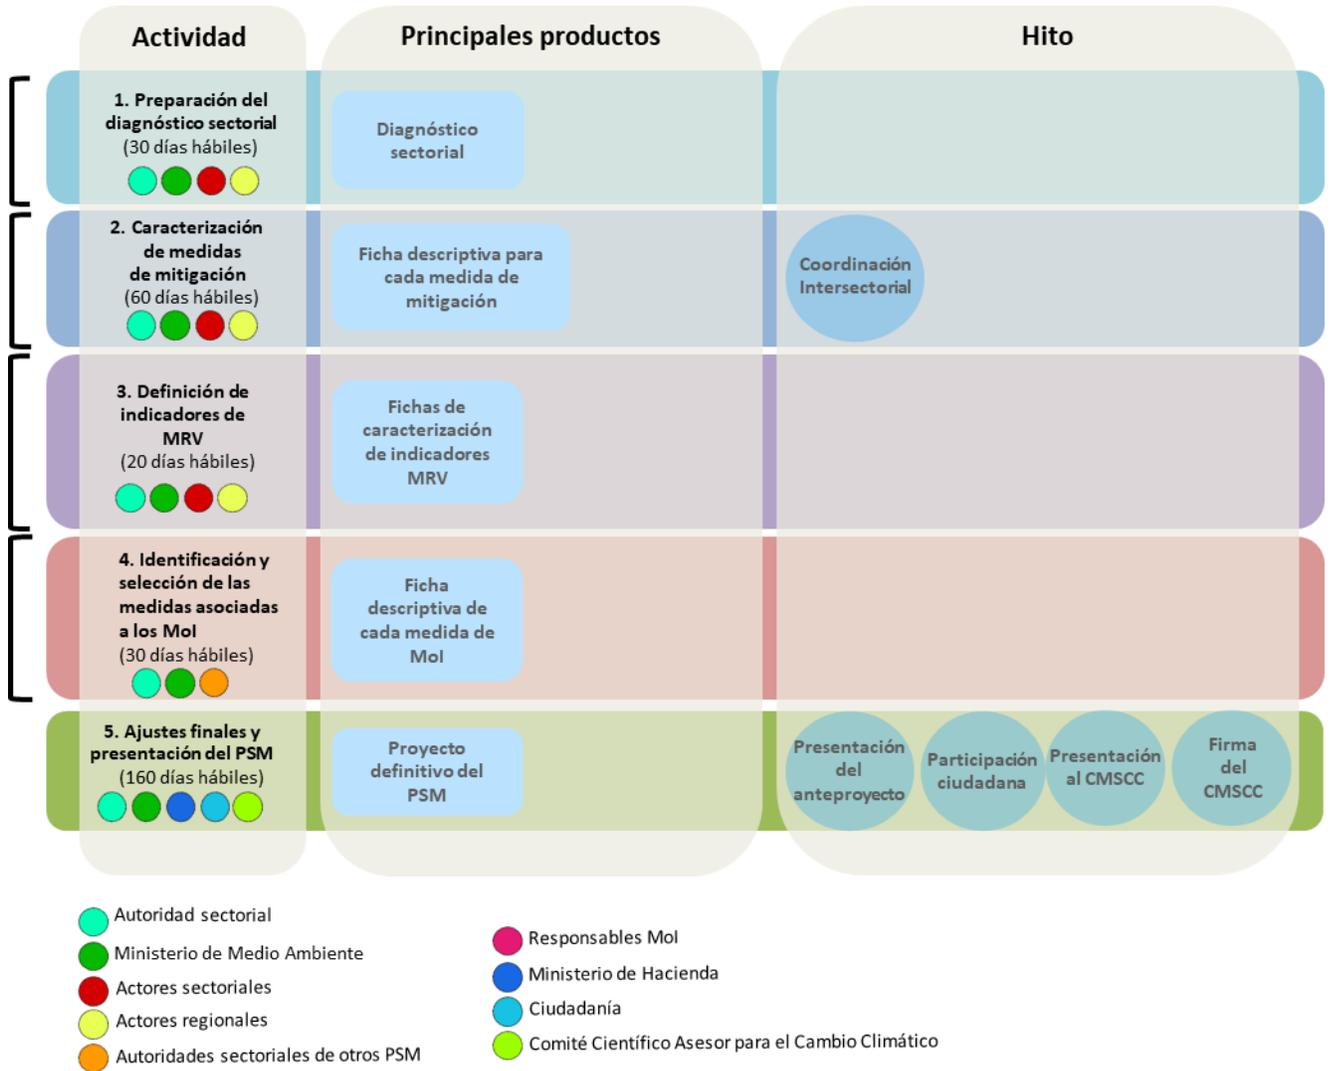 Actividad
Principales productos
Hito
1. Preparación del
diagnóstico sectorial
(30 días hábiles)
Diagnóstico
sectorial
2. Caracterización
de medidas
de mitigación
(60 días hábiles)
Ficha descriptiva para
cada medida de
mitigación
Coordinación
Intersectorial
3. Definición de
indicadores de
MRV
(20 días hábiles)
Fichas de
caracterización
de indicadores
MRV
4. Identificación y
selección de las
medidas asociadas
a los MoI
(30 días hábiles)
Ficha
descriptiva de
cada medida de
MoI
5. Ajustes finales y
presentación del PSM
(160 días hábiles)
Proyecto
definitivo del
PSM
Presentación
del
anteproyecto
Participación
ciudadana
Presentación
al CMSCC
Firma
del
CMSCC
Autoridad sectorial
Ministerio de Medio Ambiente
Actores sectoriales
Actores regionales
Autoridades sectoriales de otros PSM
Responsables MoI
Ministerio de Hacienda
Ciudadanía
Comité Científico Asesor para el Cambio Climático